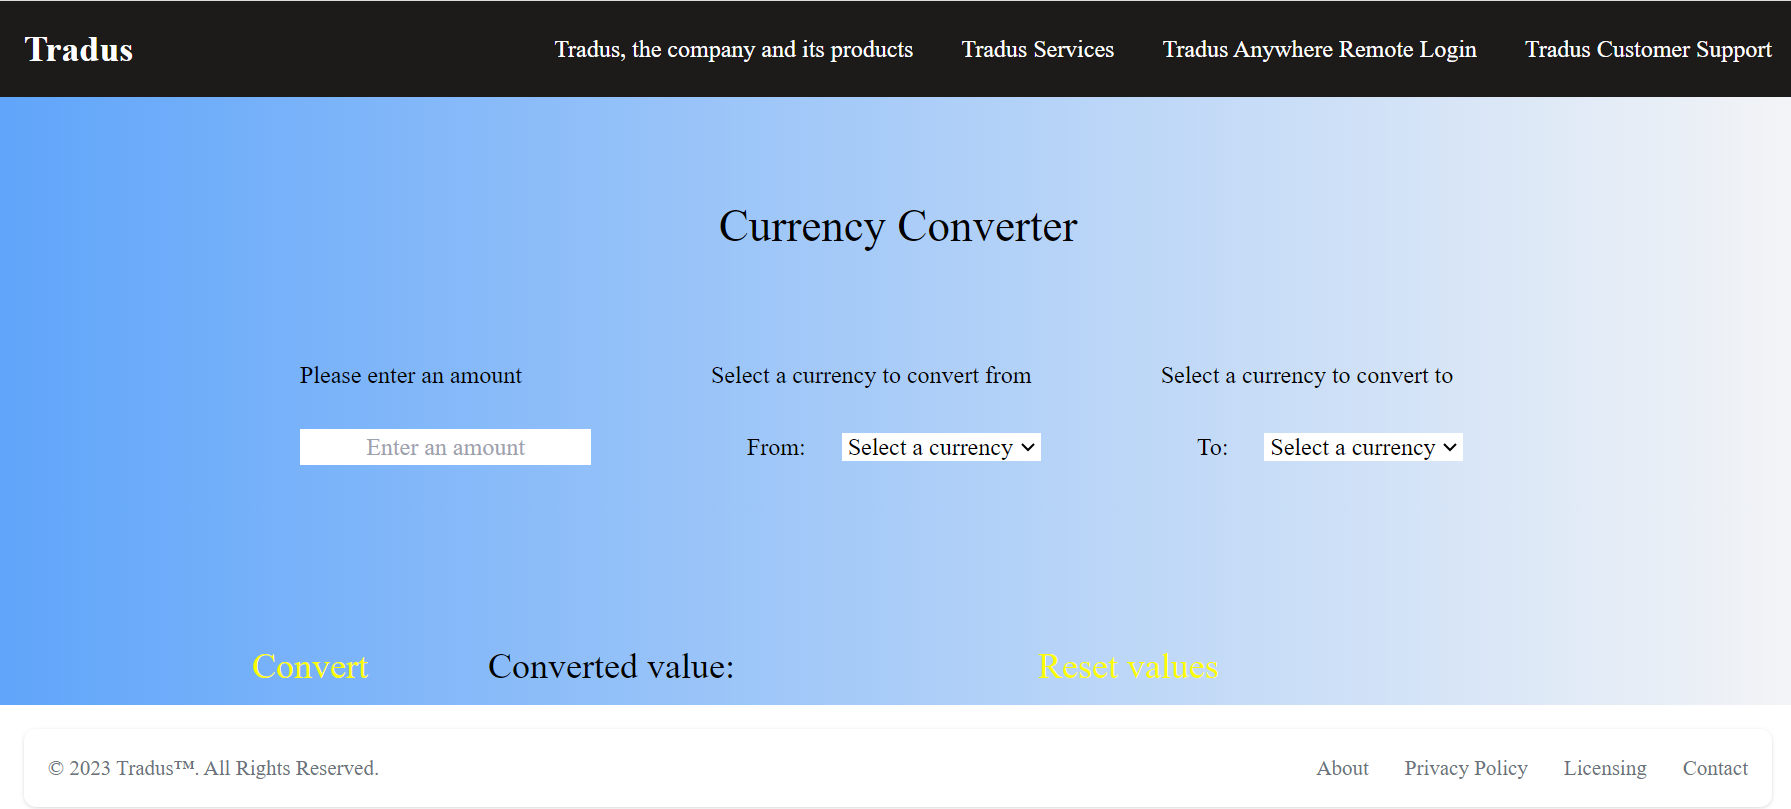 Tradus
Tradus, the company and its products
Tradus Services
Tradus Anywhere Remote Login
Tradus Customer Support
Currency Converter
Please enter an amount
Enter an amount
Select a currency to convert from
From: Select a currency
Select a currency to convert to
To: Select a currency
Convert
Converted value:
Reset values
© 2023 Tradus™. All Rights Reserved.
About
Privacy Policy
Licensing
Contact